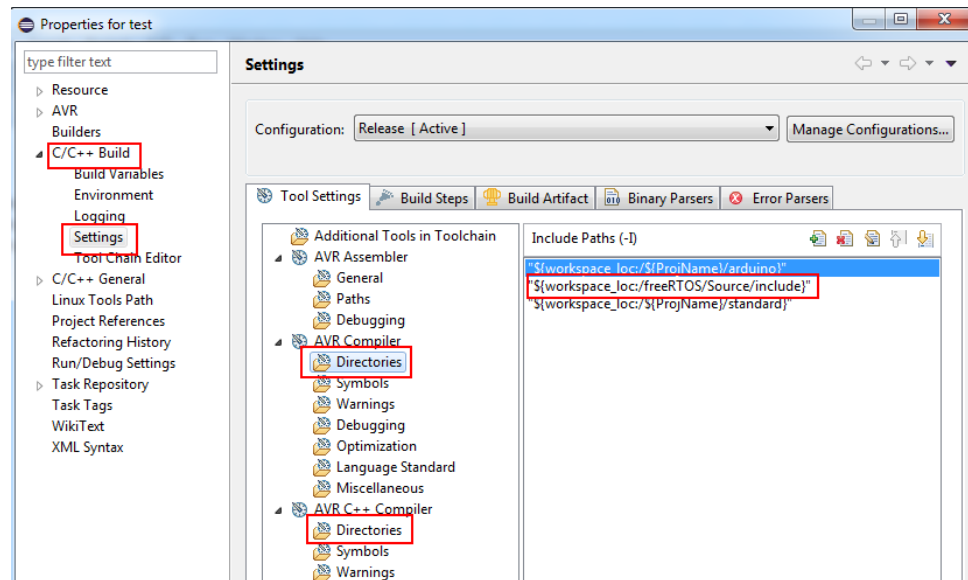 Properties for test
type filter text
Resource
AVR
Builders
C/C++ Build
Build Variables
Environment
Logging
Settings
Tool Chain Editor
C/C++ General
Linux Tools Path
Project References
Refactoring History
Run/Debug Settings
Task Repository
Task Tags
WikiText
XML Syntax
Settings
Configuration: Release [ Active ] Manage Configurations...
Tool Settings Build Steps Build Artifact Binary Parsers Error Parsers
Additional Tools in Toolchain
AVR Assembler
General
Paths
Debugging
AVR Compiler
Directories
Symbols
Warnings
Debugging
Optimization
Language Standard
Miscellaneous
AVR C++ Compiler
Directories
Symbols
Warnings
Include Paths (-I)
"${workspace_loc:/${ProjName}/arduino}"
"${workspace_loc:/freeRTOS/Source/include}"
"${workspace_loc:/${ProjName}/standard}"